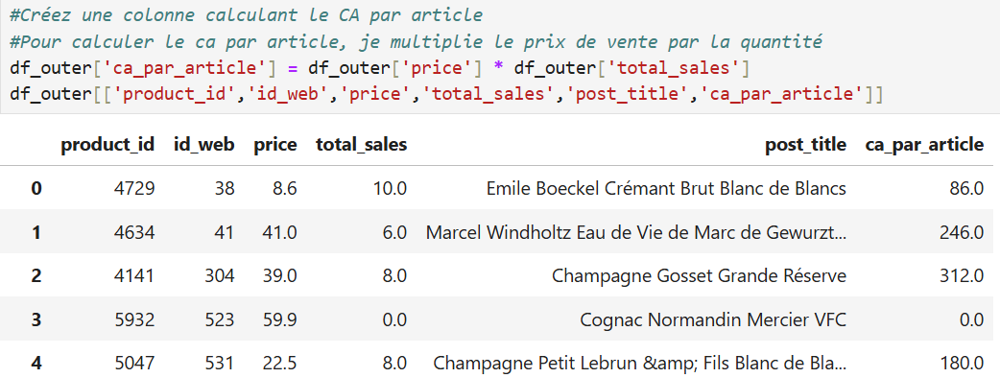 #Créez une colonne calculant le CA par article
#Pour calculer le ca par article, je multiplie le prix de vente par la quantité
df_outer['ca_par_article'] = df_outer['price'] * df_outer['total_sales']
df_outer[['product_id','id_web','price','total_sales','post_title','ca_par_article']]
product_id id_web price total_sales post_title ca_par_article
0 4729 38 8.6 10.0 Emile Boeckel Crémant Brut Blanc de Blancs 86.0
1 4634 41 41.0 6.0 Marcel Windholtz Eau de Vie de Marc de Gewurzt... 246.0
2 4141 304 39.0 8.0 Champagne Gosset Grande Réserve 312.0
3 5932 523 59.9 0.0 Cognac Normandin Mercier VFC 0.0
4 5047 531 22.5 8.0 Champagne Petit Lebrun &amp; Fils Blanc de Bla... 180.0